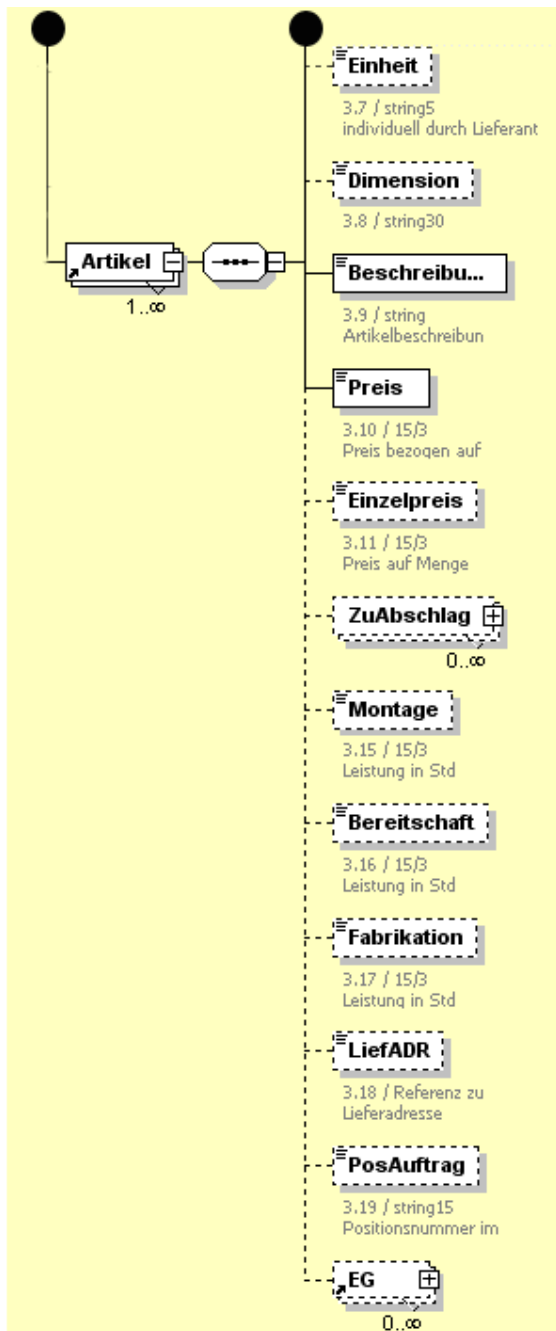 Einheit
3.7 / string5
individuell durch Lieferant
Dimension
3.8 / string30
Artikel
1..∞
Beschreibu...
3.9 / string
Artikelbeschreibun
Preis
3.10 / 15/3
Preis bezogen auf
Einzelpreis
3.11 / 15/3
Preis auf Menge
ZuAbschlag
0..∞
Montage
3.15 / 15/3
Leistung in Std
Bereitschaft
3.16 / 15/3
Leistung in Std
Fabrikation
3.17 / 15/3
Leistung in Std
LiefADR
3.18 / Referenz zu
Lieferadresse
PosAuftrag
3.19 / string15
Positionsnummer im
EG
0..∞